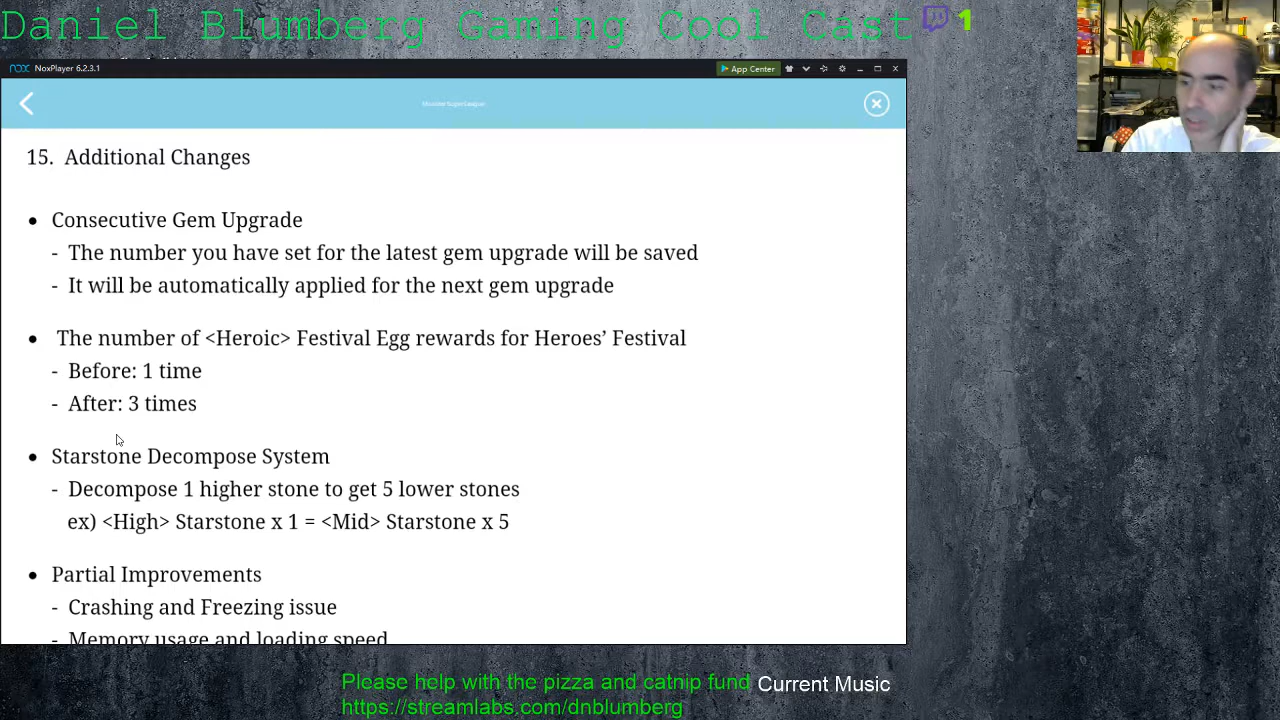 Daniel Blumberg Gaming Cool Cast 1
NoxPlayer 6.2.3.1
App Center
Monster Super League
15. Additional Changes
• Consecutive Gem Upgrade
- The number you have set for the latest gem upgrade will be saved
- It will be automatically applied for the next gem upgrade
• The number of <Heroic> Festival Egg rewards for Heroes’ Festival
- Before: 1 time
- After: 3 times
• Starstone Decompose System
- Decompose 1 higher stone to get 5 lower stones
ex) <High> Starstone x 1 = <Mid> Starstone x 5
• Partial Improvements
- Crashing and Freezing issue
- Memory usage and loading speed
Please help with the pizza and catnip fund
https://streamlabs.com/dnblumberg
Current Music